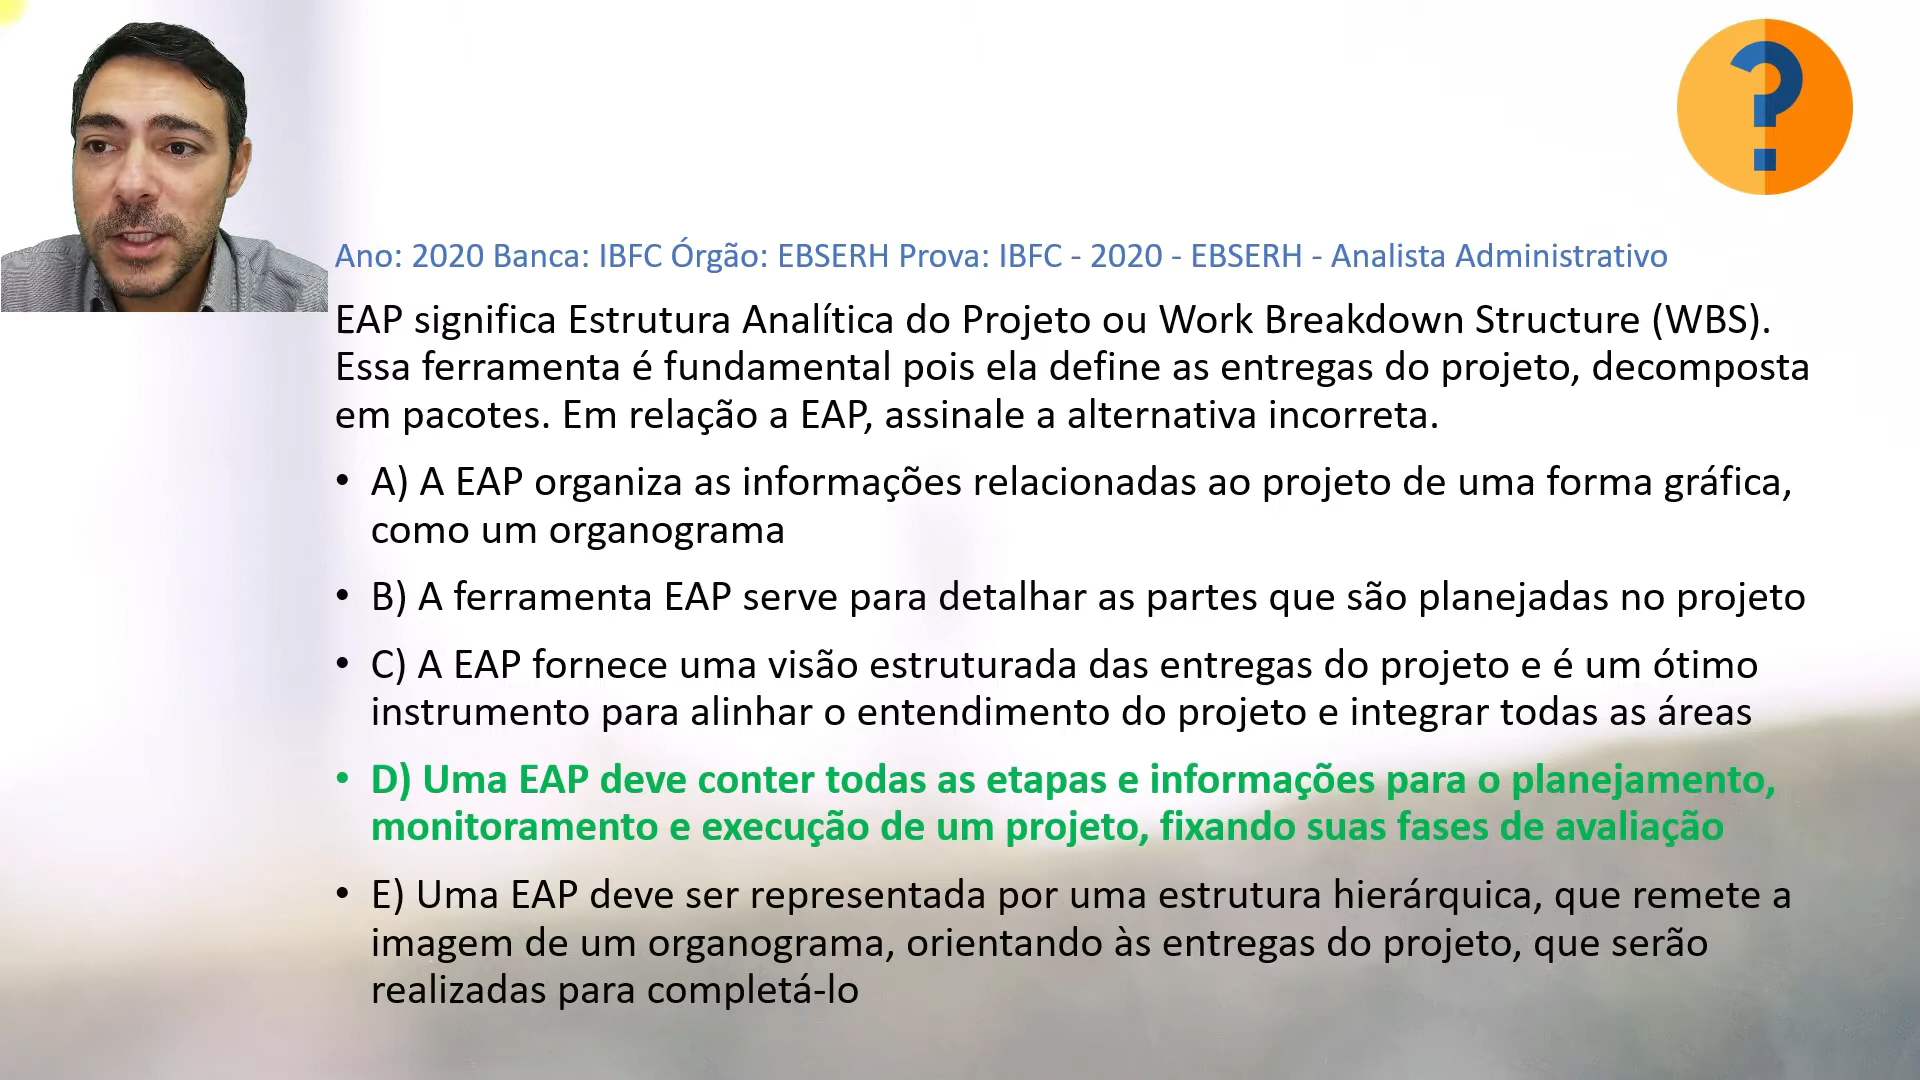 Ano: 2020 Banca: IBFC Órgão: EBSERH Prova: IBFC - 2020 - EBSERH - Analista Administrativo
EAP significa Estrutura Analítica do Projeto ou Work Breakdown Structure (WBS).
Essa ferramenta é fundamental pois ela define as entregas do projeto, decomposta
em pacotes. Em relação a EAP, assinale a alternativa incorreta.
• A) A EAP organiza as informações relacionadas ao projeto de uma forma gráfica,
como um organograma
• B) A ferramenta EAP serve para detalhar as partes que são planejadas no projeto
• C) A EAP fornece uma visão estruturada das entregas do projeto e é um ótimo
instrumento para alinhar o entendimento do projeto e integrar todas as áreas
• D) Uma EAP deve conter todas as etapas e informações para o planejamento,
monitoramento e execução de um projeto, fixando suas fases de avaliação
• E) Uma EAP deve ser representada por uma estrutura hierárquica, que remete a
imagem de um organograma, orientando às entregas do projeto, que serão
realizadas para completá-lo